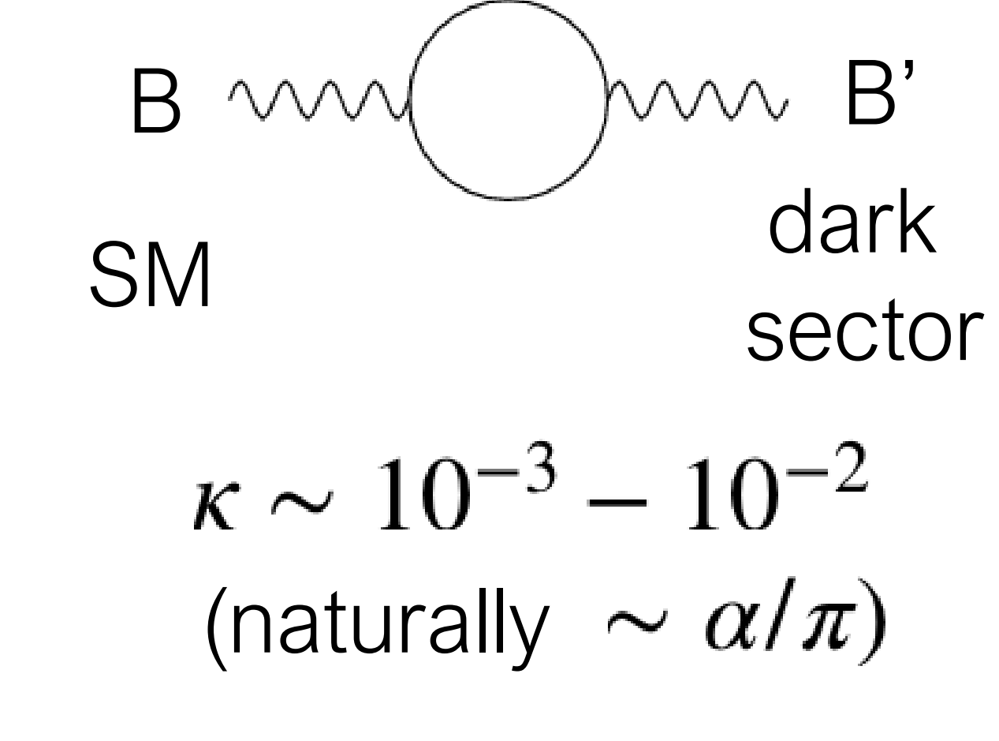 B B’
SM
dark
sector
κ ∼ 10⁻³ – 10⁻²
(naturally ∼ α/π)